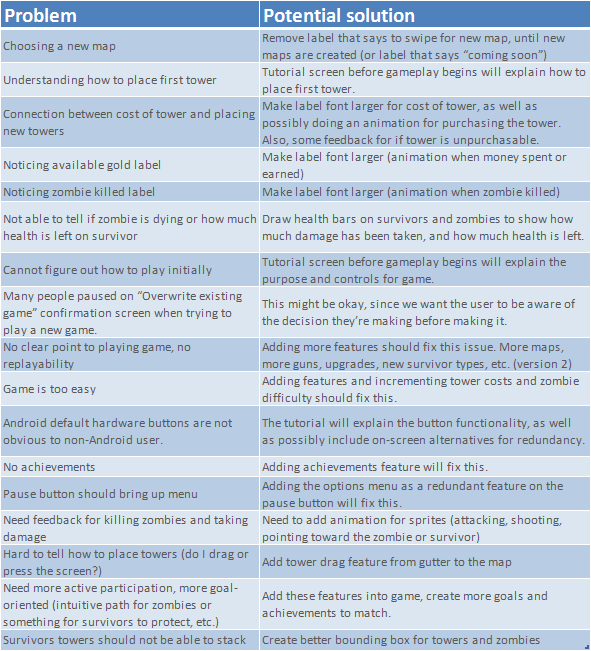 Problem
Potential solution
Choosing a new map
Remove label that says to swipe for new map, until new
maps are created (or label that says “coming soon”)
Understanding how to place first tower
Tutorial screen before gameplay begins will explain how to
place first tower.
Connection between cost of tower and placing
new towers
Make label font larger for cost of tower, as well as
possibly doing an animation for purchasing the tower.
Also, some feedback for if tower is unpurchasable.
Noticing available gold label
Make label font larger (animation when money spent or
earned)
Noticing zombie killed label
Make label font larger (animation when zombie killed)
Not able to tell if zombie is dying or how much
health is left on survivor
Draw health bars on survivors and zombies to show how
much damage has been taken, and how much health is left.
Cannot figure out how to play initially
Tutorial screen before gameplay begins will explain the
purpose and controls for game.
Many people paused on “Overwrite existing
game” confirmation screen when trying to
play a new game.
This might be okay, since we want the user to be aware of
the decision they’re making before making it.
No clear point to playing game, no
replayability
Adding more features should fix this issue. More maps,
more guns, upgrades, new survivor types, etc. (version 2)
Game is too easy
Adding features and incrementing tower costs and zombie
difficulty should fix this.
Android default hardware buttons are not
obvious to non-Android user.
The tutorial will explain the button functionality, as well
as possibly include on-screen alternatives for redundancy.
No achievements
Adding achievements feature will fix this.
Pause button should bring up menu
Adding the options menu as a redundant feature on the
pause button will fix this.
Need feedback for killing zombies and taking
damage
Need to add animation for sprites (attacking, shooting,
pointing toward the zombie or survivor)
Hard to tell how to place towers (do I drag or
press the screen?)
Add tower drag feature from gutter to the map
Need more active participation, more goal-
oriented (intuitive path for zombies or
something for survivors to protect, etc.)
Add these features into game, create more goals and
achievements to match.
Survivors towers should not be able to stack
Create better bounding box for towers and zombies